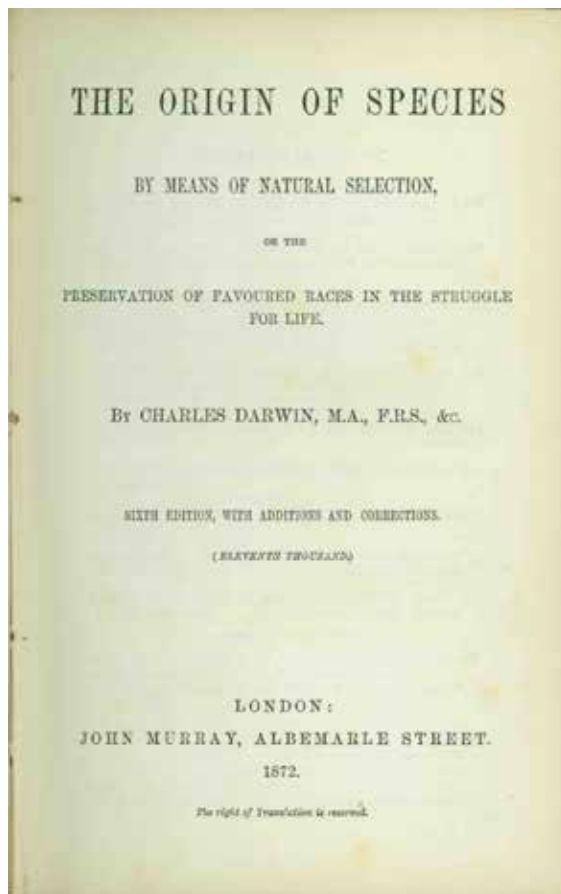 THE ORIGIN OF SPECIES
BY MEANS OF NATURAL SELECTION,
OR THE
PRESERVATION OF FAVOURED RACES IN THE STRUGGLE
FOR LIFE.
By CHARLES DARWIN, M.A., F.R.S., &c.
SIXTH EDITION, WITH ADDITIONS AND CORRECTIONS.
(ELEVENTH THOUSAND.)
LONDON:
JOHN MURRAY, ALBEMARLE STREET.
1872.
The right of Translation is reserved.